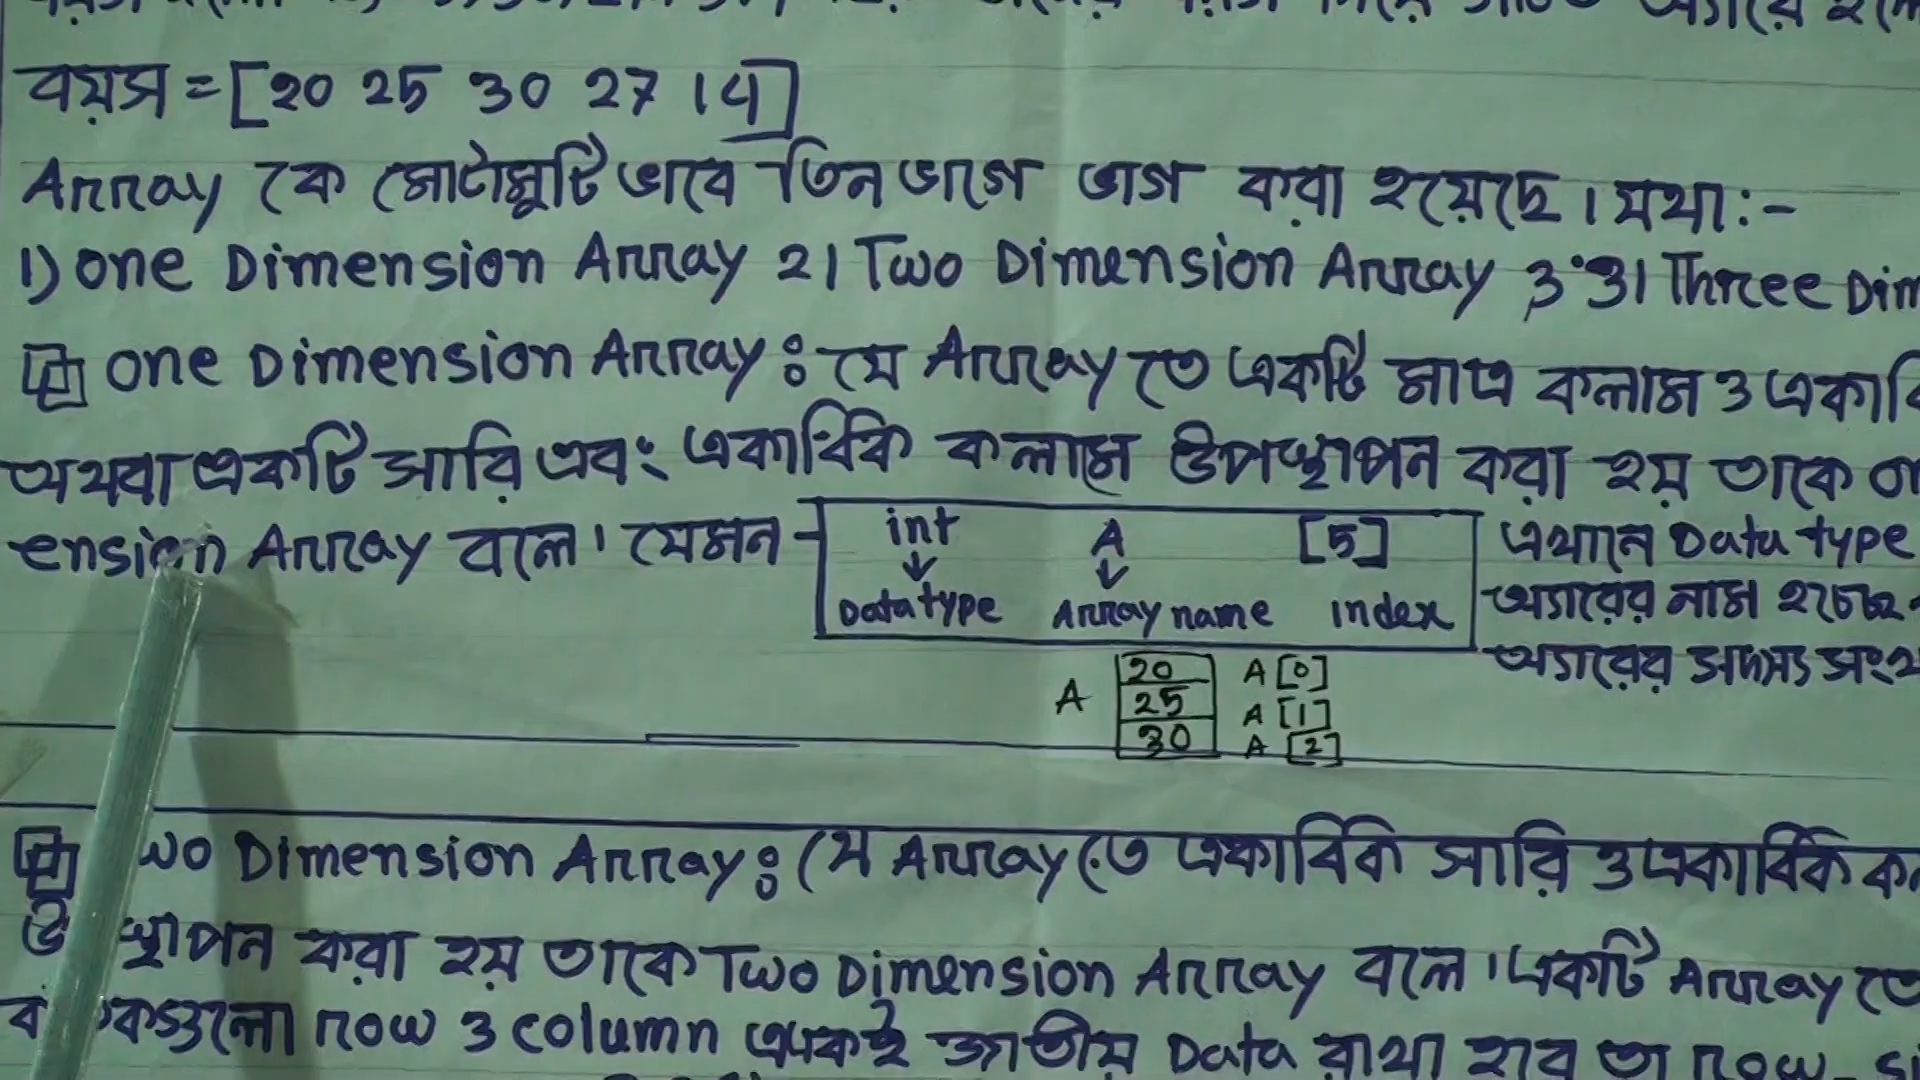 বয়স = [20 25 30 27 14]
Array কে মোটামুটি ভাবে তিন ভাগে ভাগ করা হয়েছে। যথা:-
1) one Dimension Array 2। Two Dimension Array ও 3। Three Dim
one Dimension Array: যে Array তে একটি মাত্র কলাম ও একাধি
অথবা একটি সারি এবং একাধিক কলামে উপস্থাপন করা হয় তাকে on
ension Array বলে। যেমন -
int A [5]
Data type Array name index
এখানে Data type
অ্যারের নাম হচ্ছে
অ্যারের সদস্য সংখ্
A 20 A[0]
25 A[1]
30 A[2]
wo Dimension Array: যে Array তে একাধিক সারি ও একাধিক ক
উ স্থাপন করা হয় তাকে Two Dimension Array বলে। একটি Array তে
row ও column একই জাতীয় Data রাখা হবে তা row